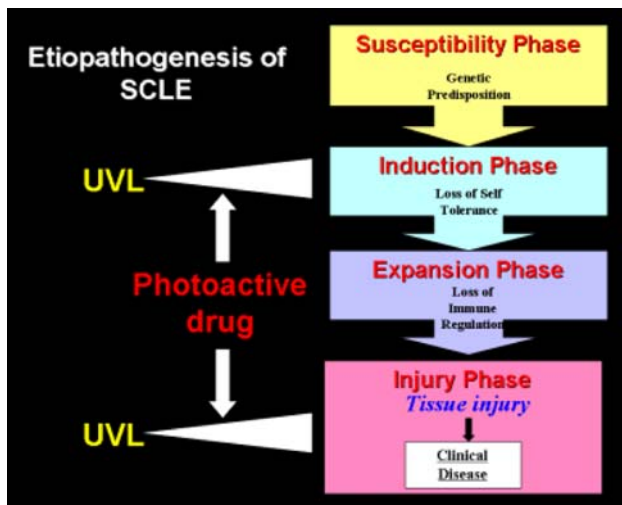 Etiopathogenesis of
SCLE
Susceptibility Phase
Genetic
Predisposition
UVL
Induction Phase
Loss of Self
Tolerance
Photoactive
drug
Expansion Phase
Loss of
Immune
Regulation
UVL
Injury Phase
Tissue injury
Clinical
Disease